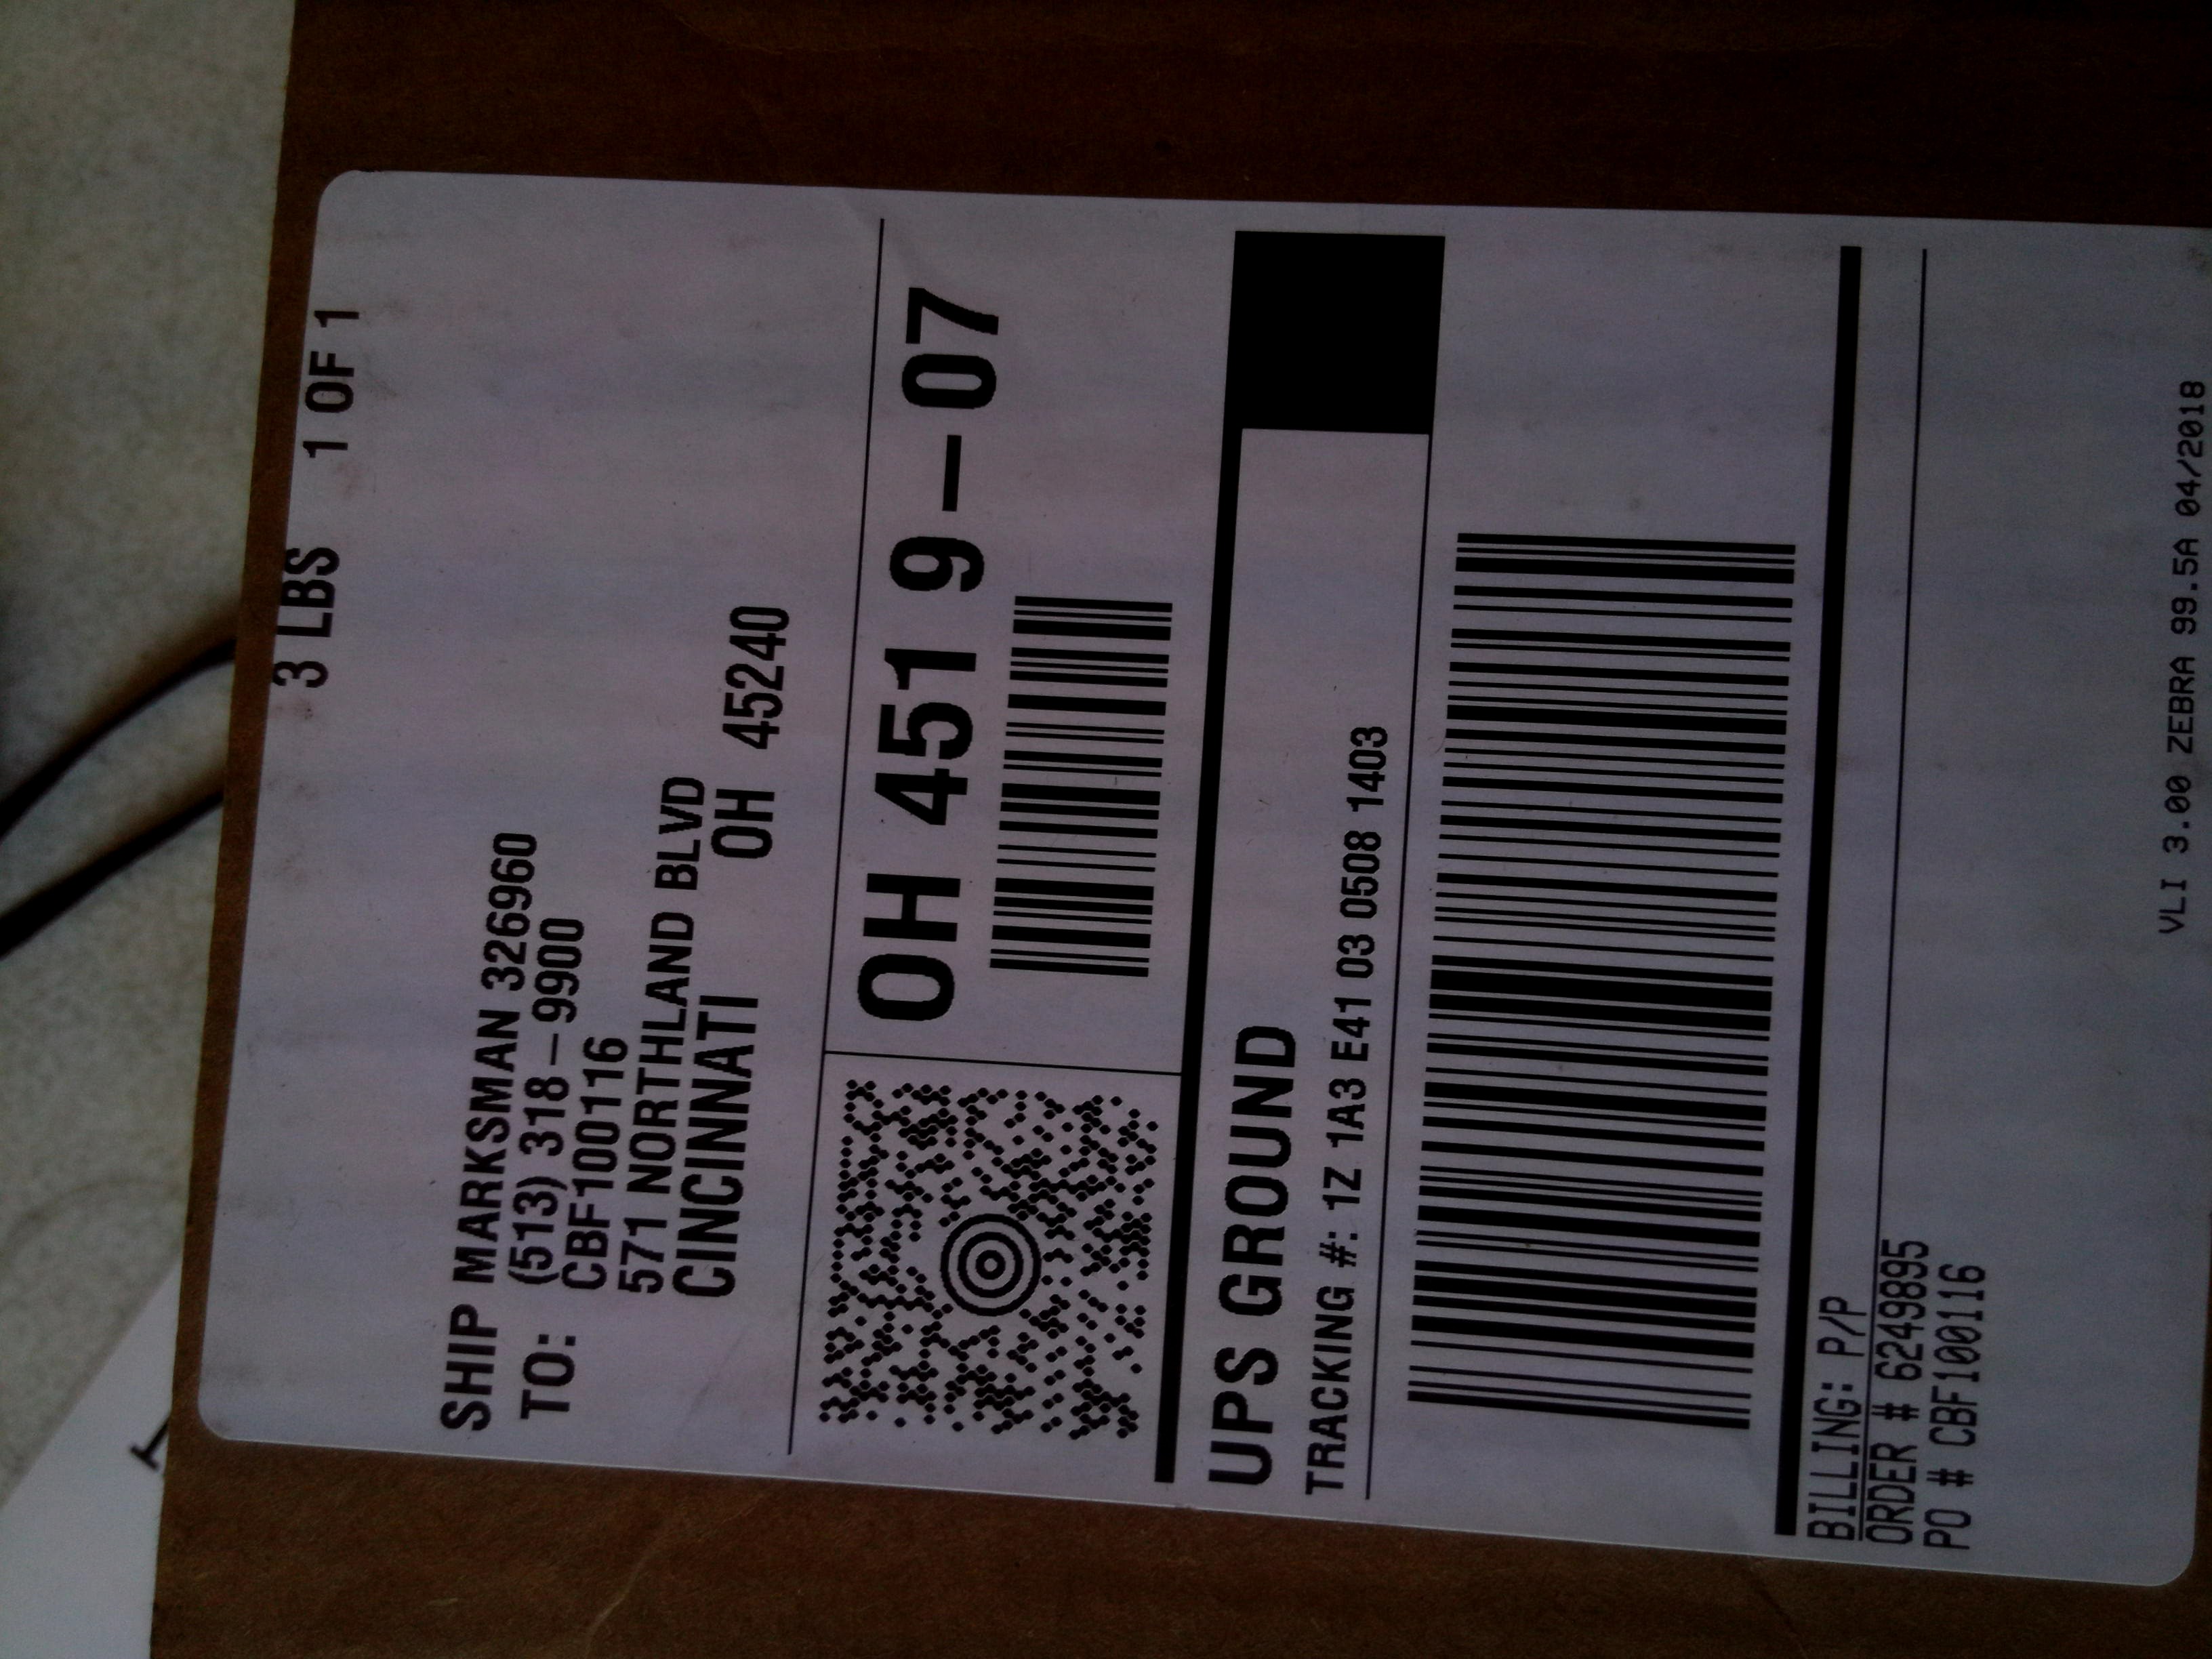 3 LBS 1 OF 1
SHIP MARKSMAN 326960
TO: (513) 318-9900
CBF100116
571 NORTHLAND BLVD
CINCINNATI OH 45240
OH 451 9-07
UPS GROUND
TRACKING #: 1Z 1A3 E41 03 0508 1403
BILLING: P/P
ORDER # 6249895
PO # CBF100116
VLI 3.00 ZEBRA 99.5A 04/2018